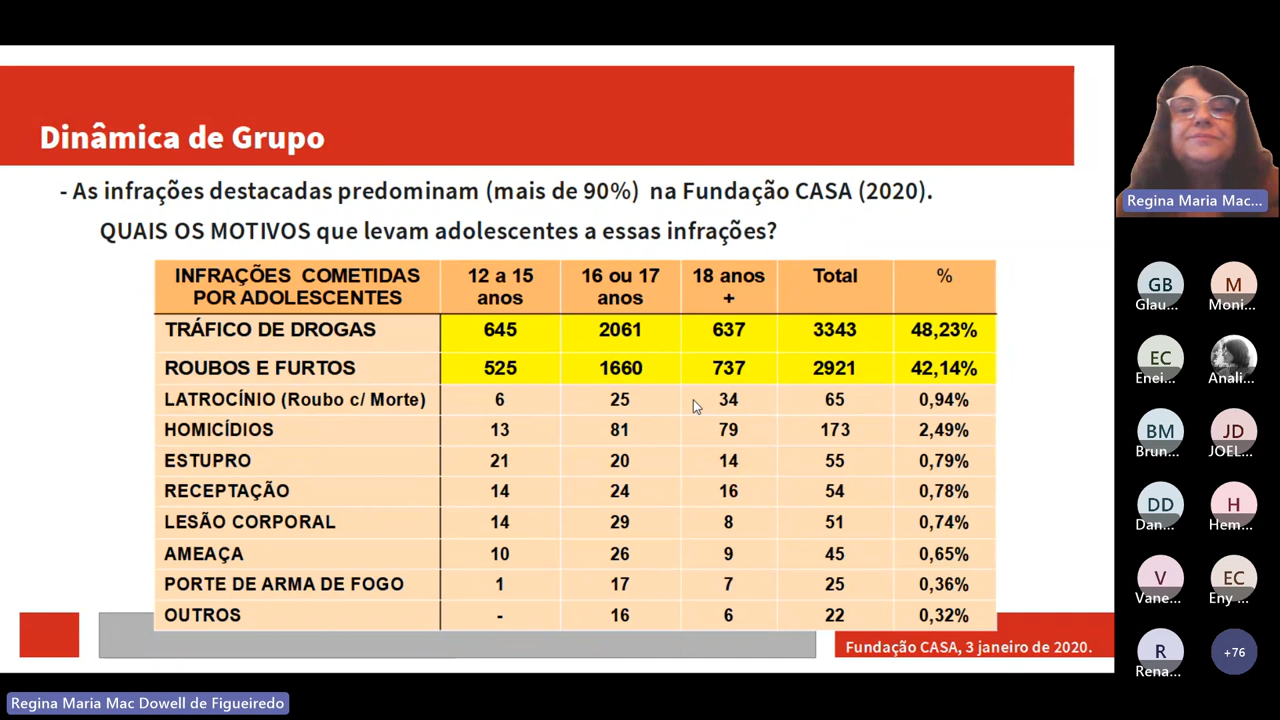 Dinâmica de Grupo
- As infrações destacadas predominam (mais de 90%) na Fundação CASA (2020).
QUAIS OS MOTIVOS que levam adolescentes a essas infrações?
INFRAÇÕES COMETIDAS POR ADOLESCENTES 12 a 15 anos 16 ou 17 anos 18 anos + Total %
TRÁFICO DE DROGAS 645 2061 637 3343 48,23%
ROUBOS E FURTOS 525 1660 737 2921 42,14%
LATROCÍNIO (Roubo c/ Morte) 6 25 34 65 0,94%
HOMICÍDIOS 13 81 79 173 2,49%
ESTUPRO 21 20 14 55 0,79%
RECEPTAÇÃO 14 24 16 54 0,78%
LESÃO CORPORAL 14 29 8 51 0,74%
AMEAÇA 10 26 9 45 0,65%
PORTE DE ARMA DE FOGO 1 17 7 25 0,36%
OUTROS - 16 6 22 0,32%
Fundação CASA, 3 janeiro de 2020.
Regina Maria Mac Dowell de Figueiredo
Regina Maria Mac...
GB M
Glau... Moni...
EC
Enei... Anali...
BM JD
Brun... JOEL...
DD H
Dan... Hem...
V EC
Vane... Eny ...
R +76
Rena...